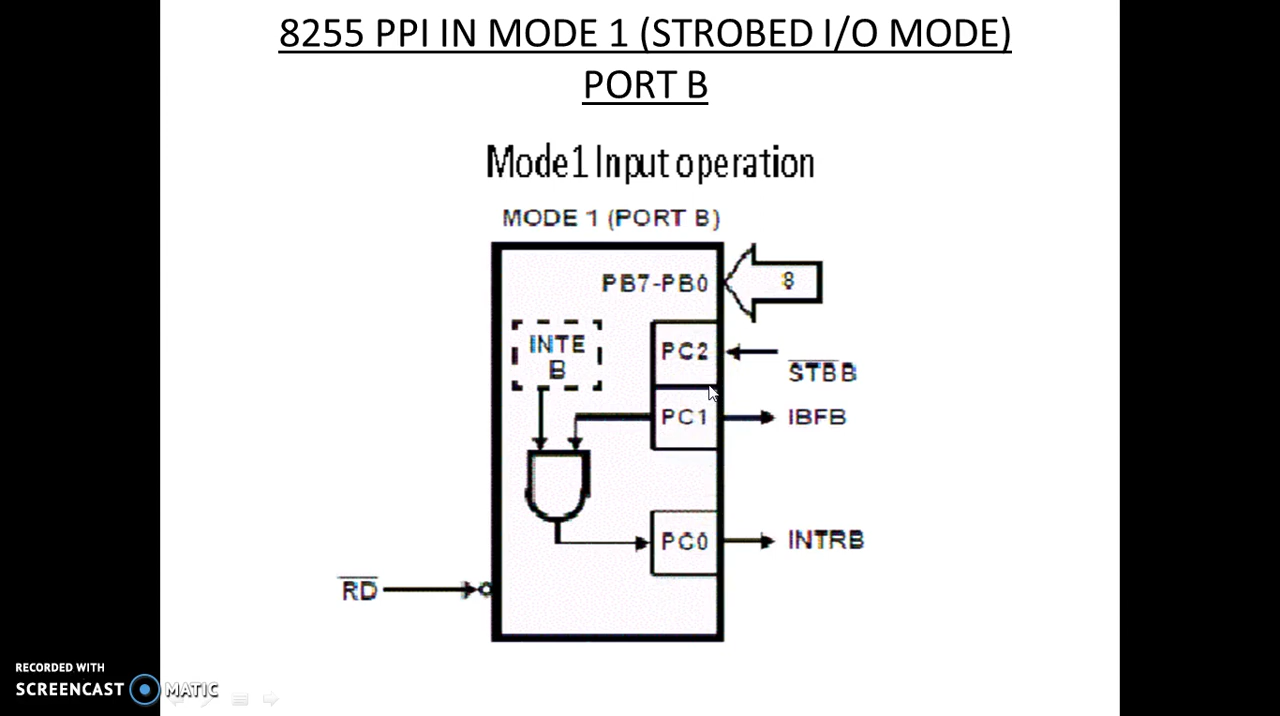 8255 PPI IN MODE 1 (STROBED I/O MODE)
PORT B
Mode1 Input operation
MODE 1 (PORT B)
PB7-PB0
8
INTE
B
PC2
STBB
PC1
IBFB
PC0
INTRB
RD
RECORDED WITH
SCREENCAST MATIC